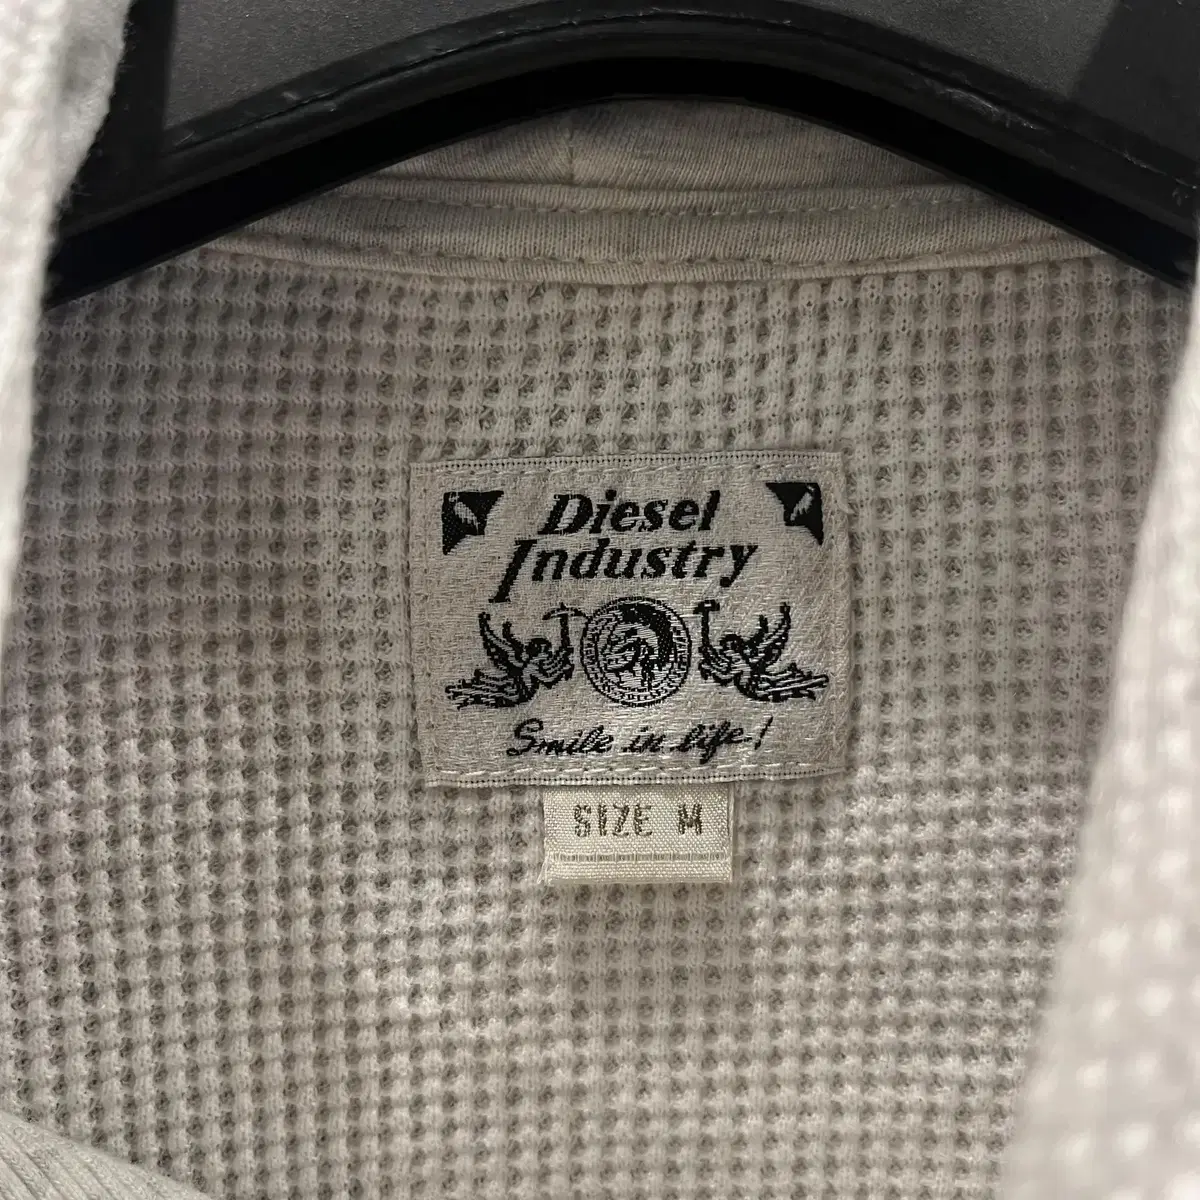 Diesel
Industry
Smile in life!
SIZE M